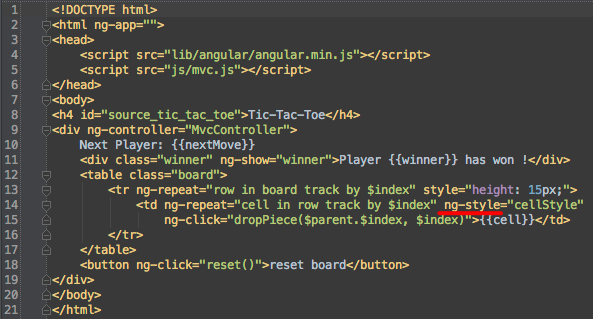 1 <!DOCTYPE html>
2 <html ng-app="">
3 <head>
4 <script src="lib/angular/angular.min.js"></script>
5 <script src="js/mvc.js"></script>
6 </head>
7 <body>
8 <h4 id="source_tic_tac_toe">Tic-Tac-Toe</h4>
9 <div ng-controller="MvcController">
10 Next Player: {{nextMove}}
11 <div class="winner" ng-show="winner">Player {{winner}} has won !</div>
12 <table class="board">
13 <tr ng-repeat="row in board track by $index" style="height: 15px;">
14 <td ng-repeat="cell in row track by $index" ng-style="cellStyle"
15 ng-click="dropPiece($parent.$index, $index)">{{cell}}</td>
16 </tr>
17 </table>
18 <button ng-click="reset()">reset board</button>
19 </div>
20 </body>
21 </html>